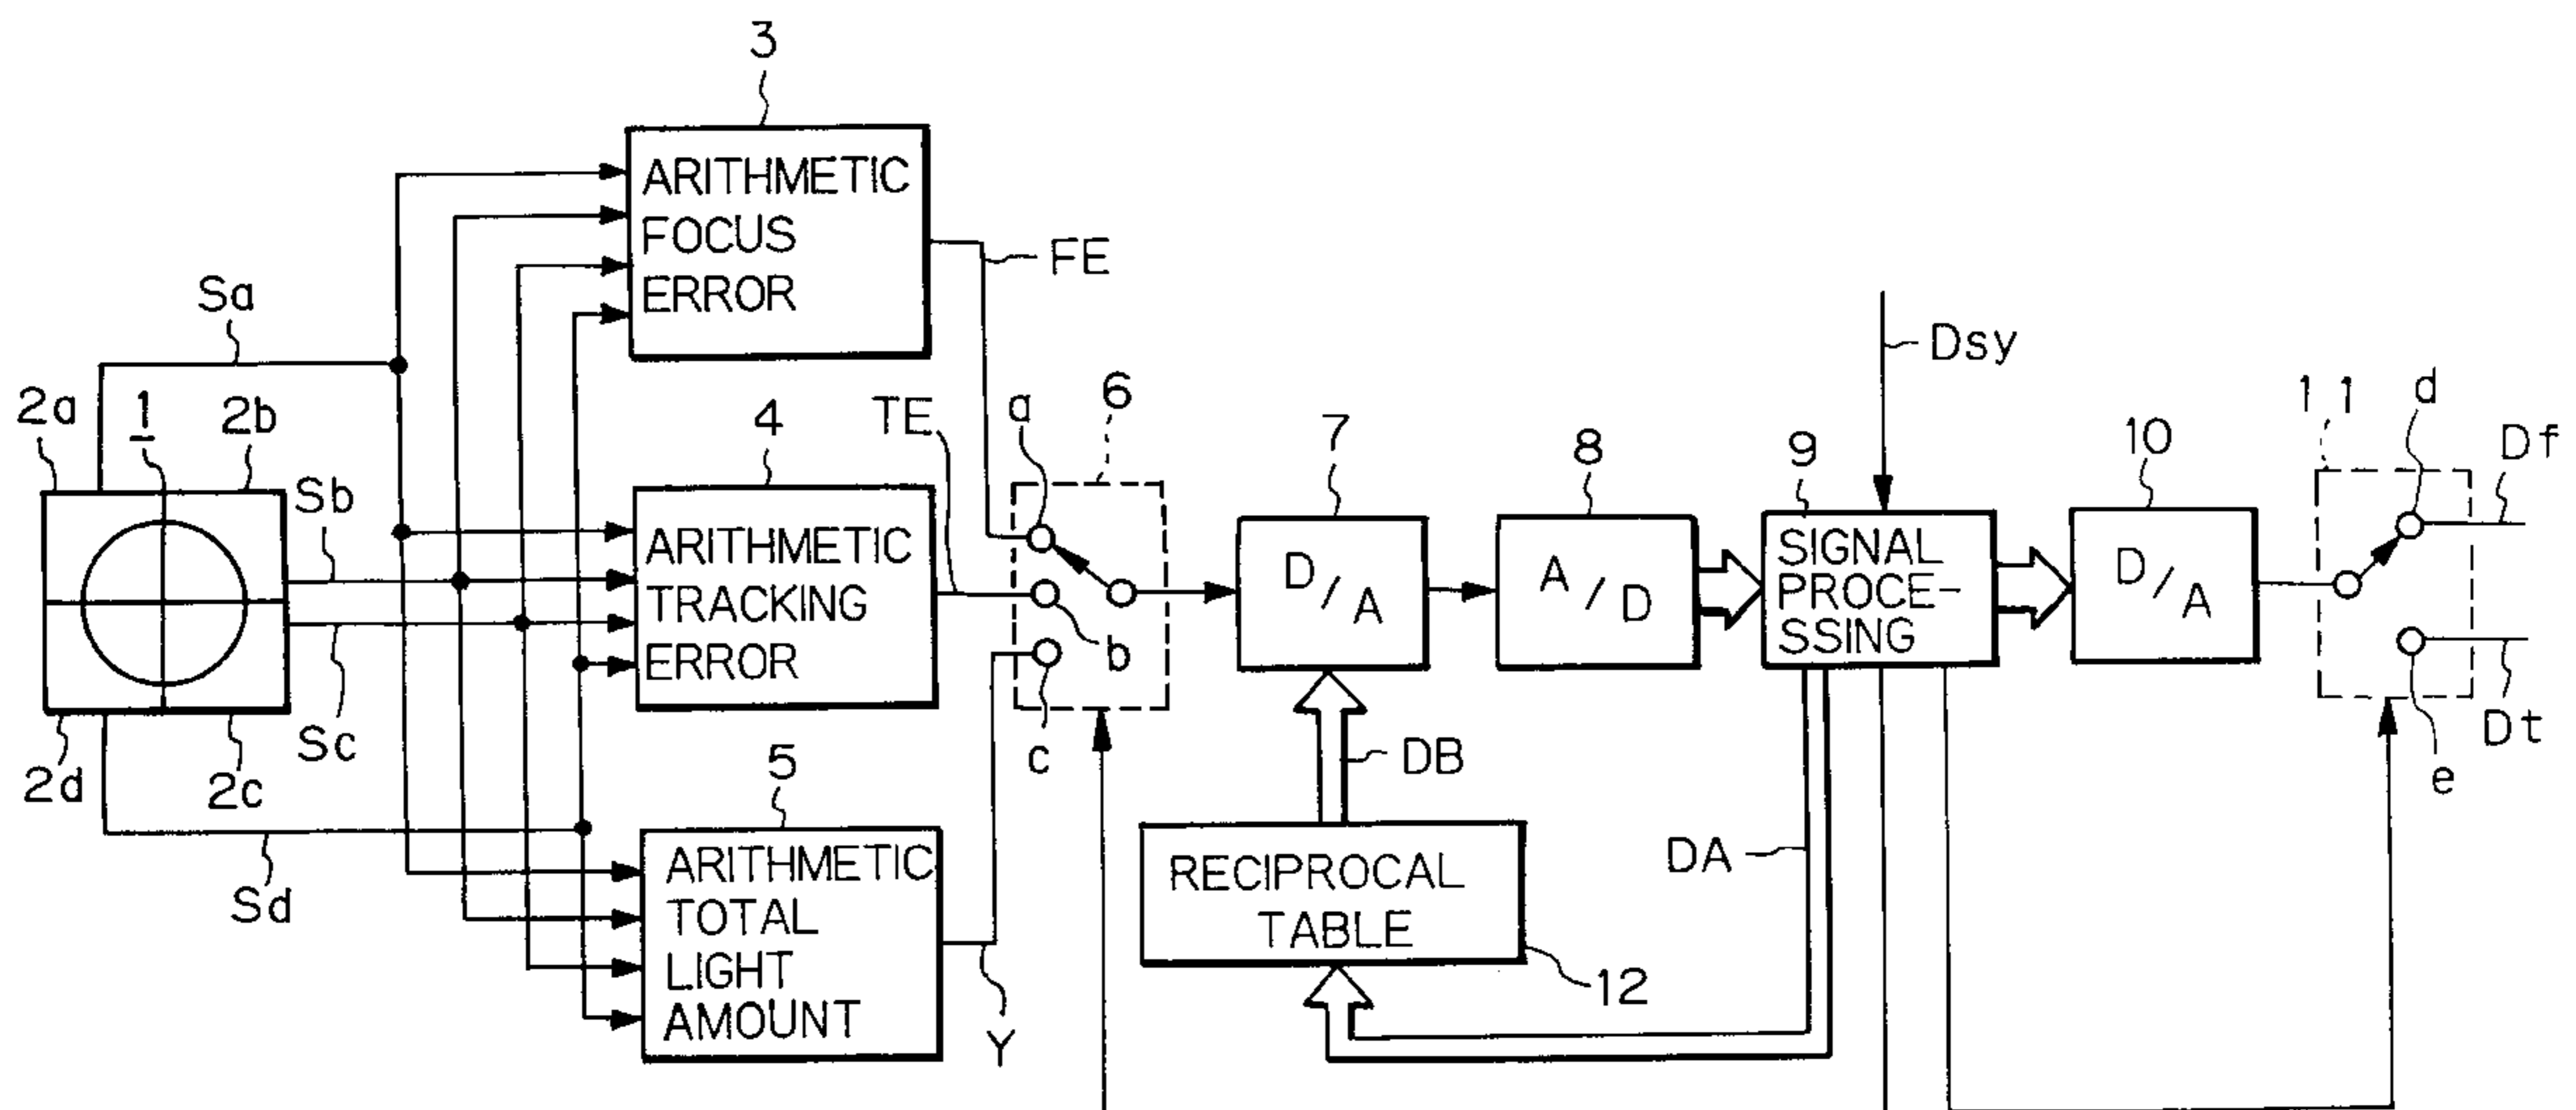 3
ARITHMETIC
FOCUS
ERROR
FE
Sa
Dsy
2a
1
2b
4
TE
a
6
7
8
9
10
11
d
Df
Sb
ARITHMETIC
TRACKING
ERROR
D/A
A/D
SIGNAL
PROCE-
SSING
D/A
b
Sc
c
2d
2c
5
DB
Dt
e
ARITHMETIC
TOTAL
LIGHT
AMOUNT
Sd
RECIPROCAL
TABLE
DA
12
Y